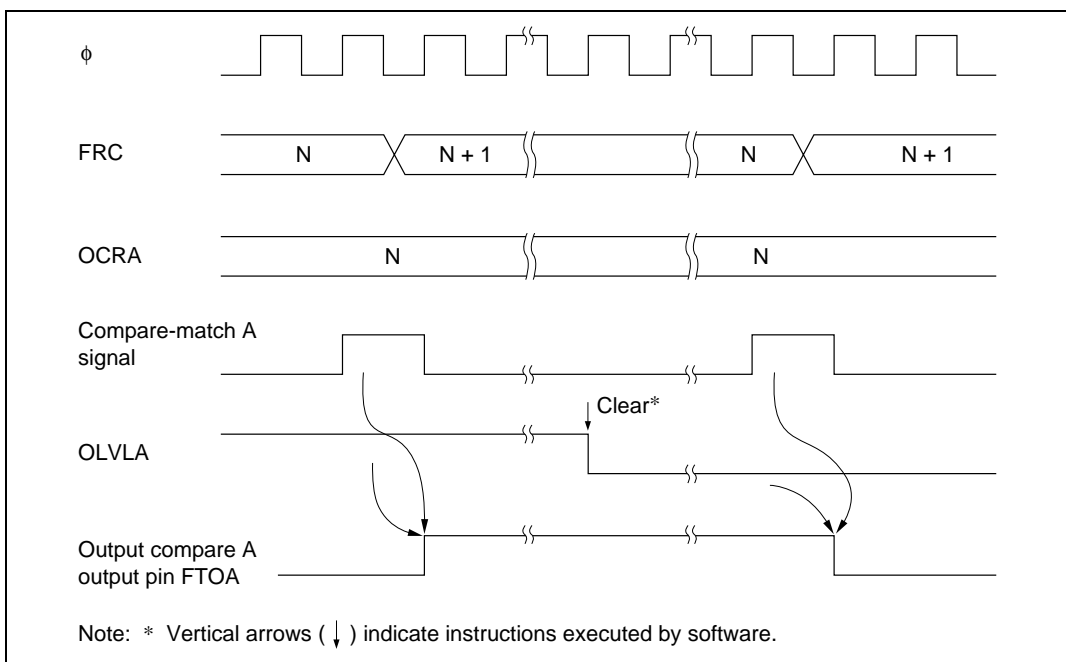 ϕ
FRC
N
N + 1
N
N + 1
OCRA
N
N
Compare-match A
signal
Clear*
OLVLA
Output compare A
output pin FTOA
Note: * Vertical arrows ( ↓ ) indicate instructions executed by software.